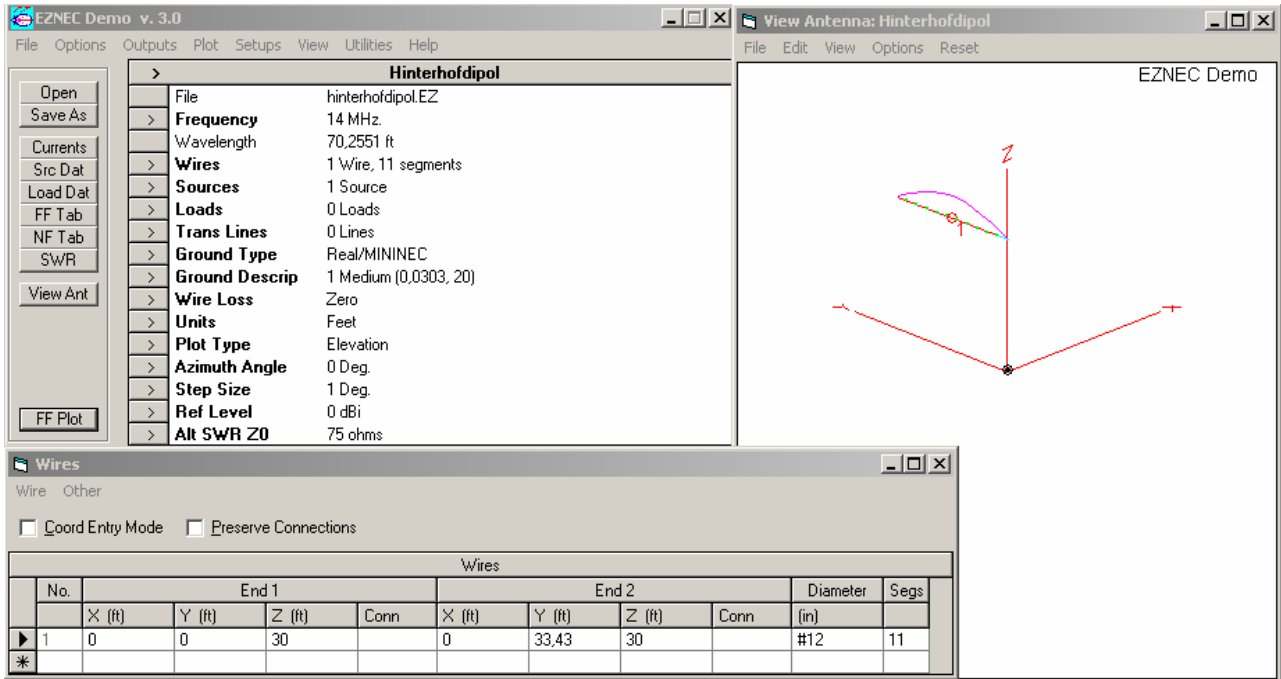 EZNEC Demo v. 3.0
File Options Outputs Plot Setups View Utilities Help
Open
Save As
Currents
Src Dat
Load Dat
FF Tab
NF Tab
SWR
View Ant
FF Plot
> Hinterhofdipol
File hinterhofdipol.EZ
> Frequency 14 MHz.
Wavelength 70,2551 ft
> Wires 1 Wire, 11 segments
> Sources 1 Source
> Loads 0 Loads
> Trans Lines 0 Lines
> Ground Type Real/MININEC
> Ground Descrip 1 Medium (0,0303, 20)
> Wire Loss Zero
> Units Feet
> Plot Type Elevation
> Azimuth Angle 0 Deg.
> Step Size 1 Deg.
> Ref Level 0 dBi
> Alt SWR Z0 75 ohms
View Antenna: Hinterhofdipol
File Edit View Options Reset
EZNEC Demo
Z
1
Wires
Wire Other
Coord Entry Mode Preserve Connections
Wires
No. End 1 End 2 Diameter Segs
X (ft) Y (ft) Z (ft) Conn X (ft) Y (ft) Z (ft) Conn (in)
1 0 0 30 0 33,43 30 #12 11